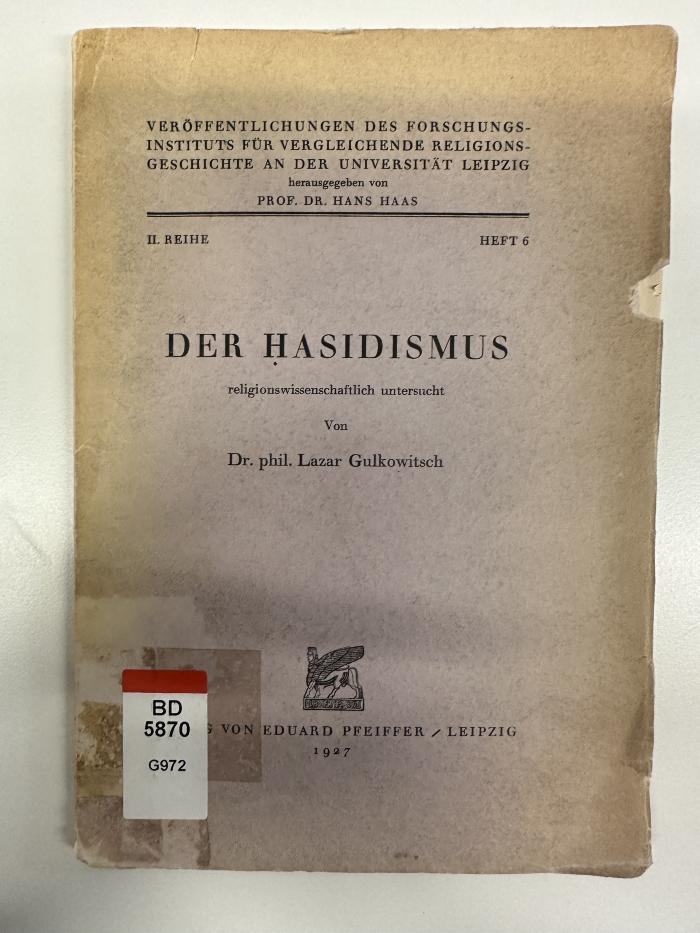 VERÖFFENTLICHUNGEN DES FORSCHUNGS-
INSTITUTS FÜR VERGLEICHENDE RELIGIONS-
GESCHICHTE AN DER UNIVERSITÄT LEIPZIG
herausgegeben von
PROF. DR. HANS HAAS
II. REIHE HEFT 6
DER ḤASIDISMUS
religionswissenschaftlich untersucht
Von
Dr. phil. Lazar Gulkowitsch
BD
5870
G972
G VON EDUARD PFEIFFER / LEIPZIG
1927